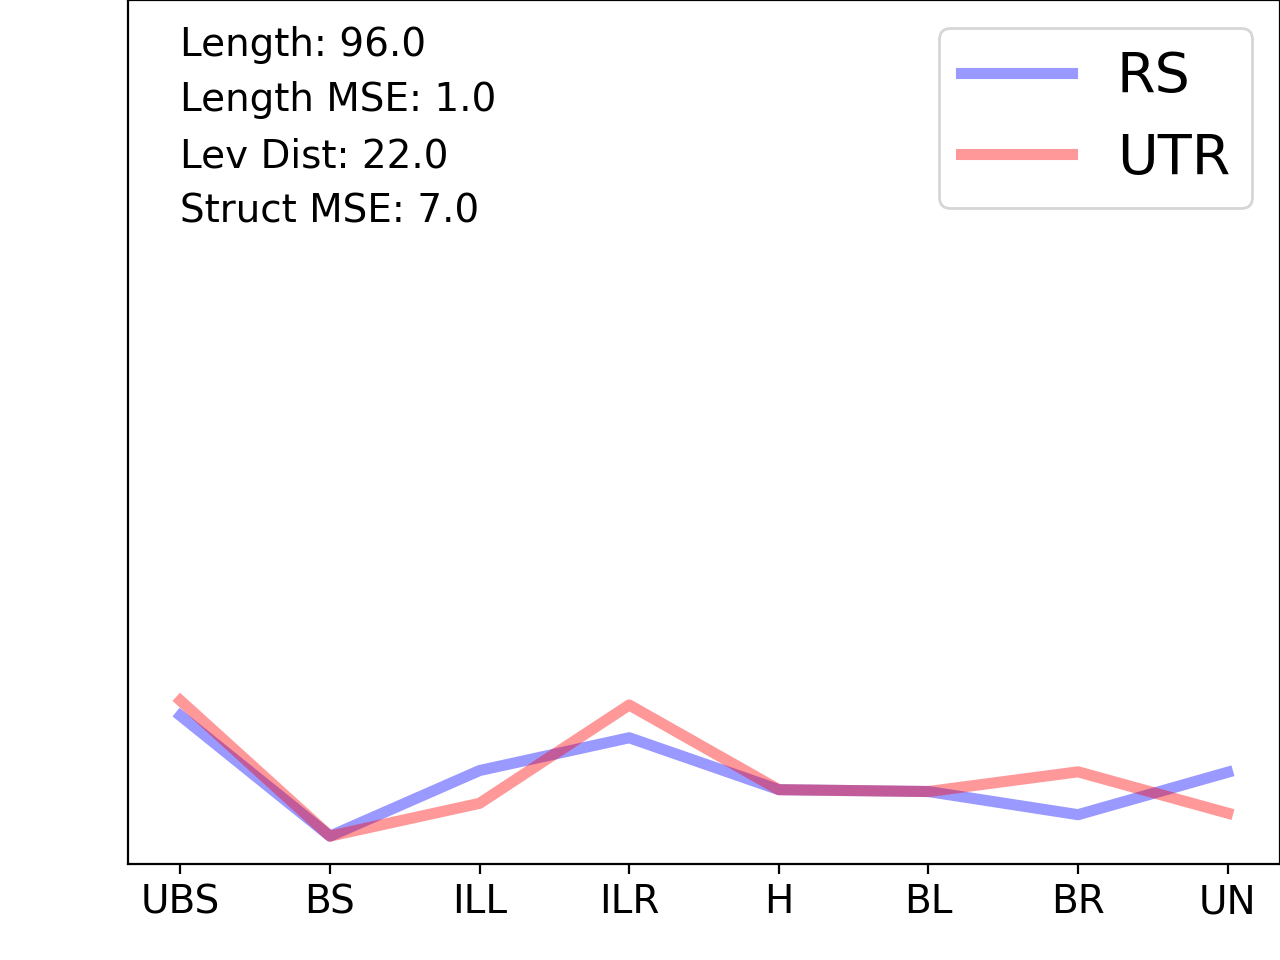 Length: 96.0
Length MSE: 1.0
Lev Dist: 22.0
Struct MSE: 7.0
RS
UTR
UBS BS ILL ILR H BL BR UN